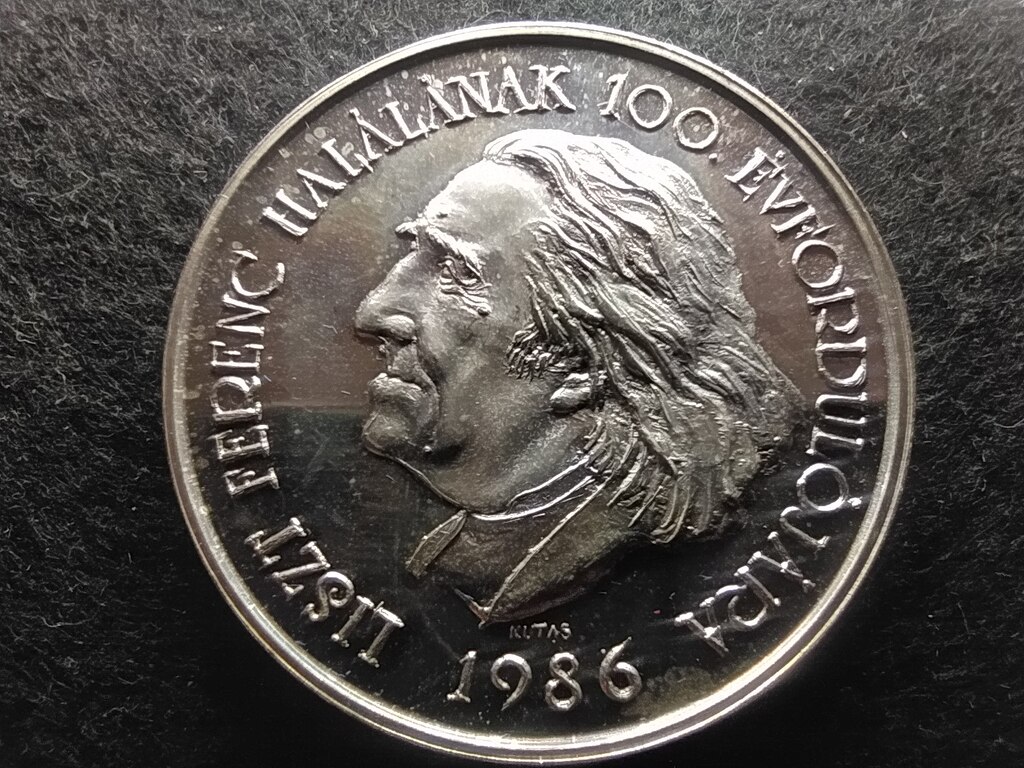 LISZT FERENC HALÁLÁNAK 100. ÉVFORDULÓJÁRA
KUTAS
1986